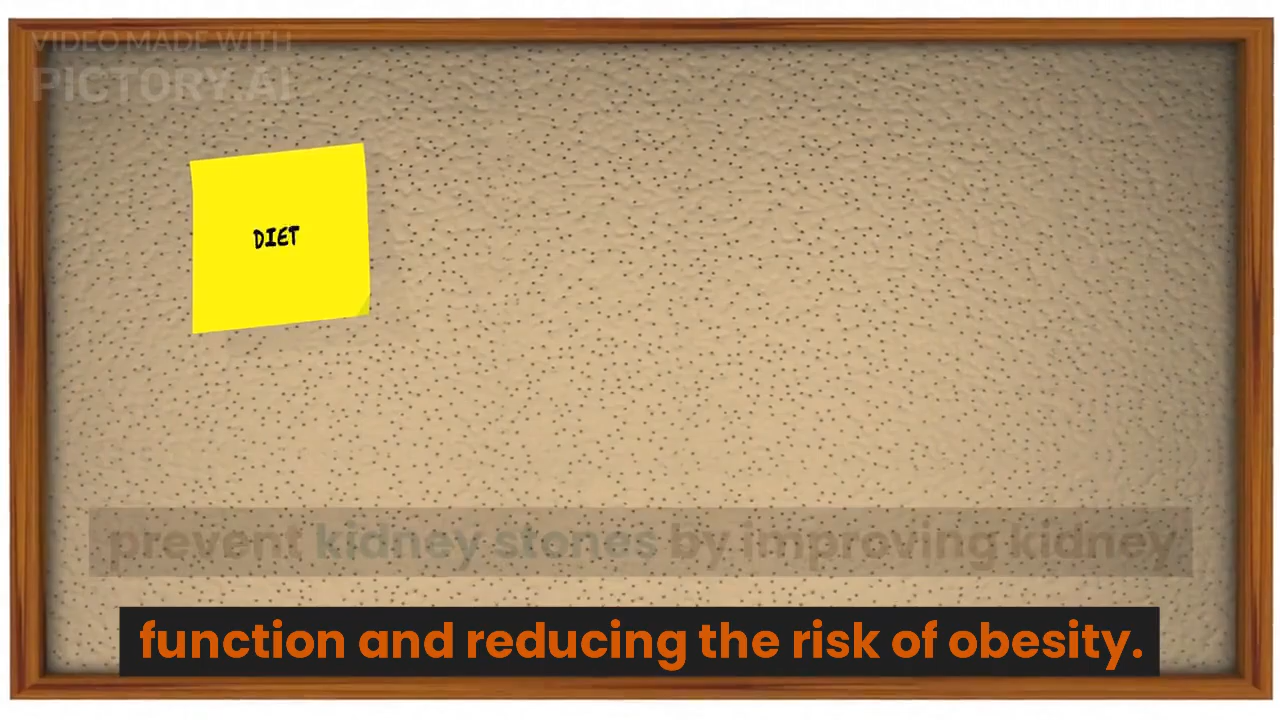 VIDEO MADE WITH
PICTORY.AI
DIET
prevent kidney stones by improving kidney
function and reducing the risk of obesity.